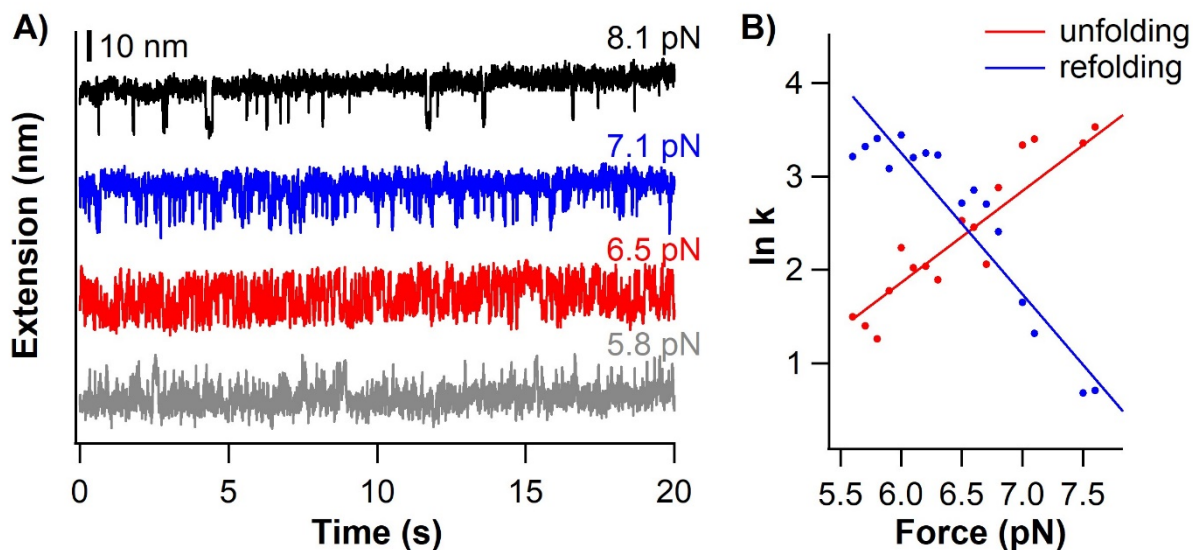 A)
10 nm
8.1 pN
7.1 pN
6.5 pN
5.8 pN
Extension (nm)
0 5 10 15 20
Time (s)
B)
unfolding
refolding
4
3
2
1
ln k
5.5 6.0 6.5 7.0 7.5
Force (pN)